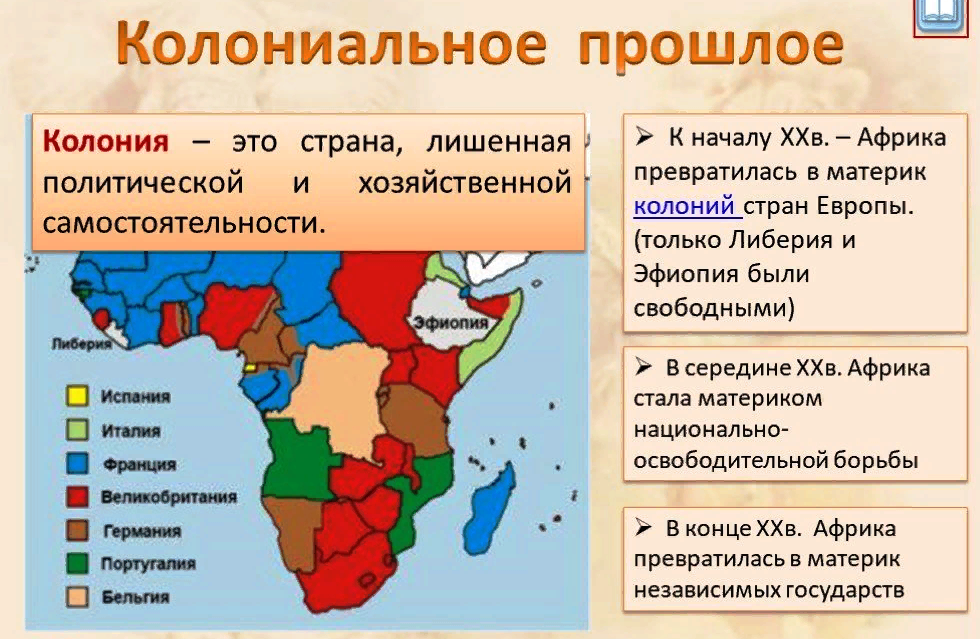 Колониальное прошлое
Колония – это страна, лишенная
политической и хозяйственной
самостоятельности.
➢ К началу XXв. – Африка
превратилась в материк
колоний стран Европы.
(только Либерия и
Эфиопия были
свободными)
➢ В середине XXв. Африка
стала материком
национально-
освободительной борьбы
➢ В конце XXв. Африка
превратилась в материк
независимых государств
Эфиопия
Либерия
Испания
Италия
Франция
Великобритания
Германия
Португалия
Бельгия